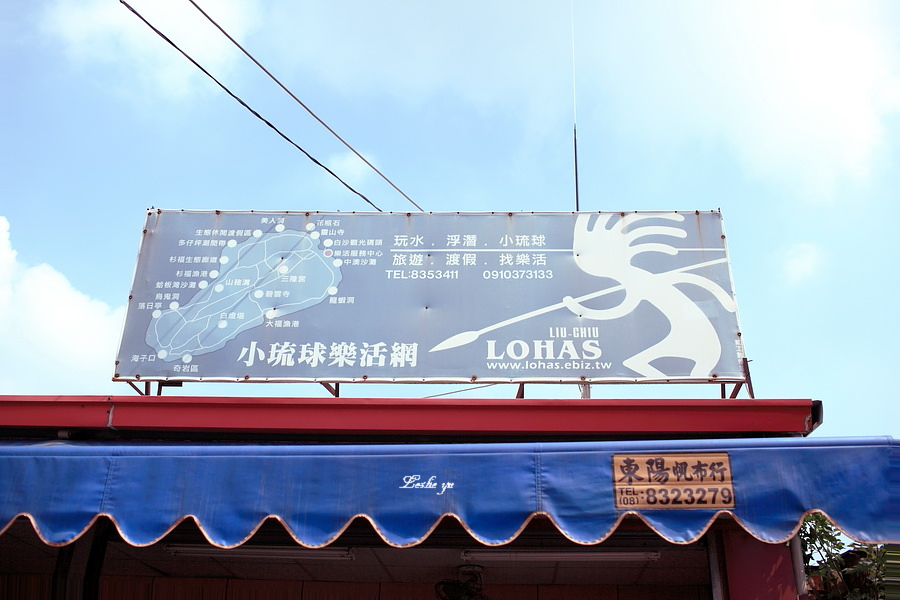 美人洞
花瓶石
生態休閒渡假區
靈山寺
多仔坪潮間帶
白沙觀光碼頭
樂活服務中心
杉福生態廊道
中澳沙灘
杉福漁港
三隆宮
蛤板灣沙灘
山豬溝
烏鬼洞
碧雲寺
龍蝦洞
落日亭
白燈塔
大福漁港
海子口
奇岩區
玩水．浮潛．小琉球
旅遊．渡假．找樂活
TEL:8353411 0910373133
小琉球樂活網
LIU-CHIU
LOHAS
www.lohas.ebiz.tw
東陽帆布行
TEL:(08)8323279
Leslie yu